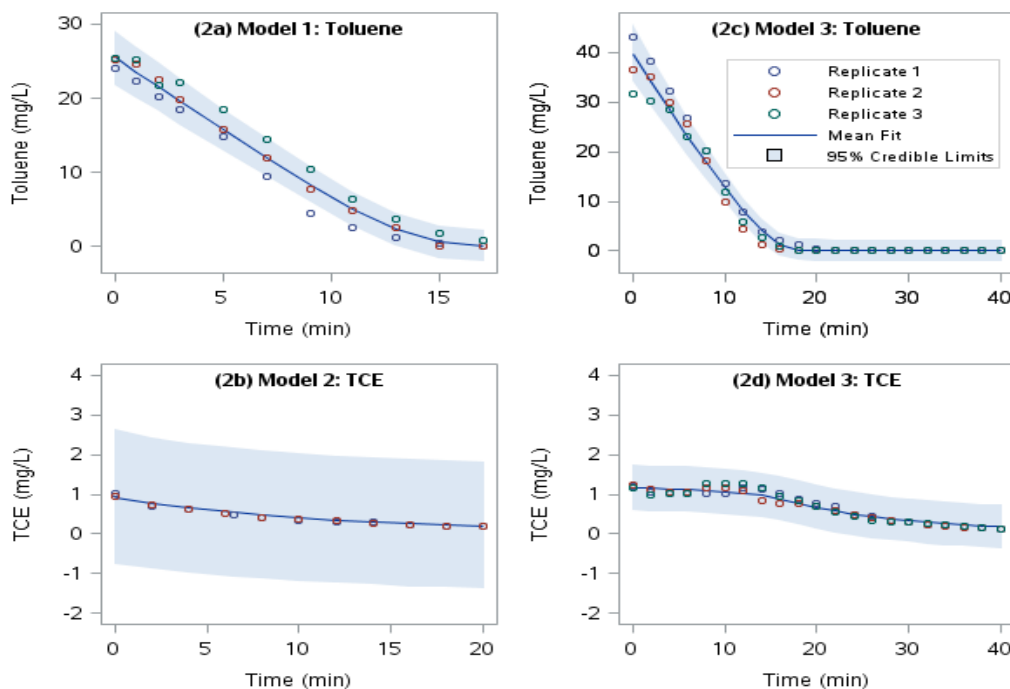 (2a) Model 1: Toluene
30
20
10
0
Toluene (mg/L)
0 5 10 15
Time (min)
(2c) Model 3: Toluene
40
30
20
10
0
Toluene (mg/L)
Replicate 1
Replicate 2
Replicate 3
Mean Fit
95% Credible Limits
0 10 20 30 40
Time (min)
(2b) Model 2: TCE
4
3
2
1
0
-1
-2
TCE (mg/L)
0 5 10 15 20
Time (min)
(2d) Model 3: TCE
4
3
2
1
0
-1
-2
TCE (mg/L)
0 10 20 30 40
Time (min)